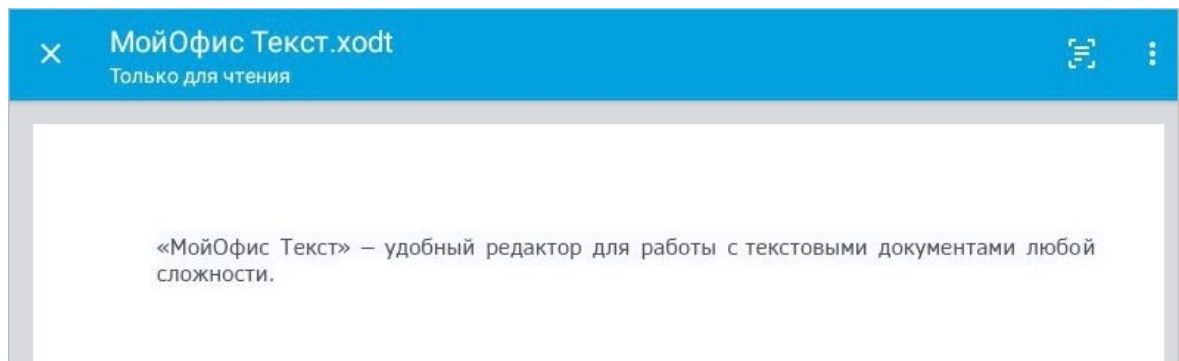 МойОфис Текст.xodt
Только для чтения
«МойОфис Текст» – удобный редактор для работы с текстовыми документами любой
сложности.